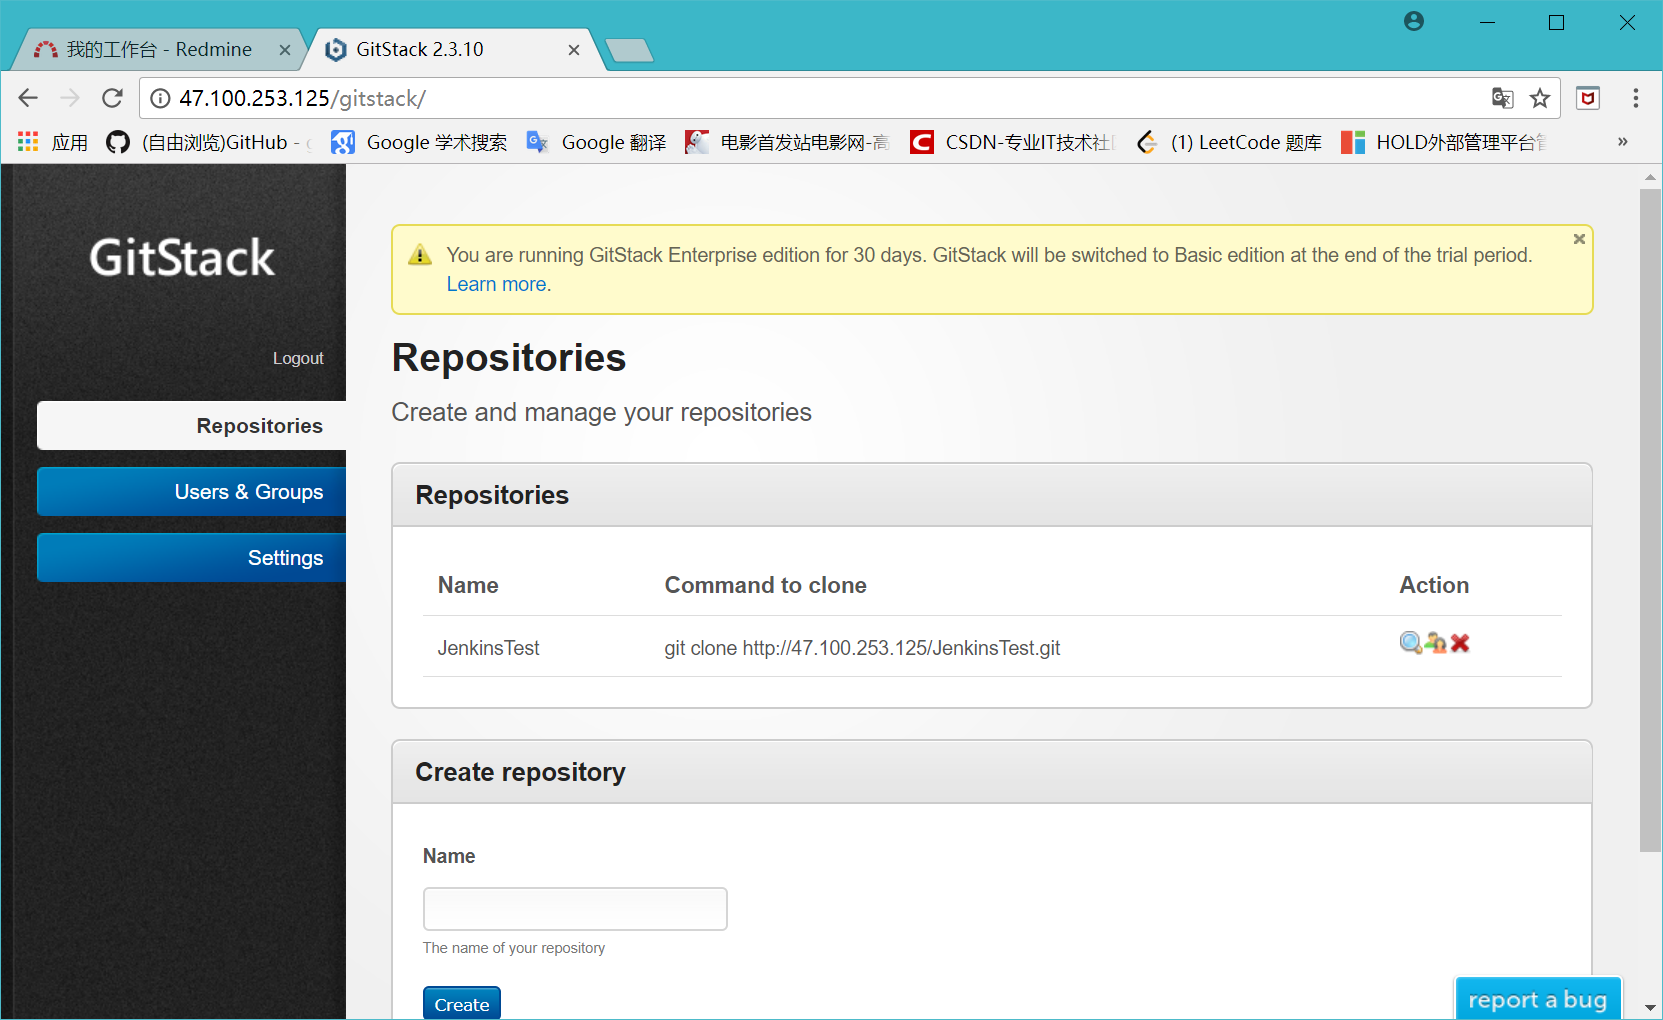 我的工作台 - Redmine
GitStack 2.3.10
47.100.253.125/gitstack/
应用
(自由浏览)GitHub -
Google 学术搜索
Google 翻译
电影首发站电影网-高
CSDN-专业IT技术社
(1) LeetCode 题库
HOLD外部管理平台
»
GitStack
Logout
Repositories
Users & Groups
Settings
You are running GitStack Enterprise edition for 30 days. GitStack will be switched to Basic edition at the end of the trial period.
Learn more.
Repositories
Create and manage your repositories
Repositories
Name Command to clone Action
JenkinsTest git clone http://47.100.253.125/JenkinsTest.git
Create repository
Name
The name of your repository
Create
report a bug